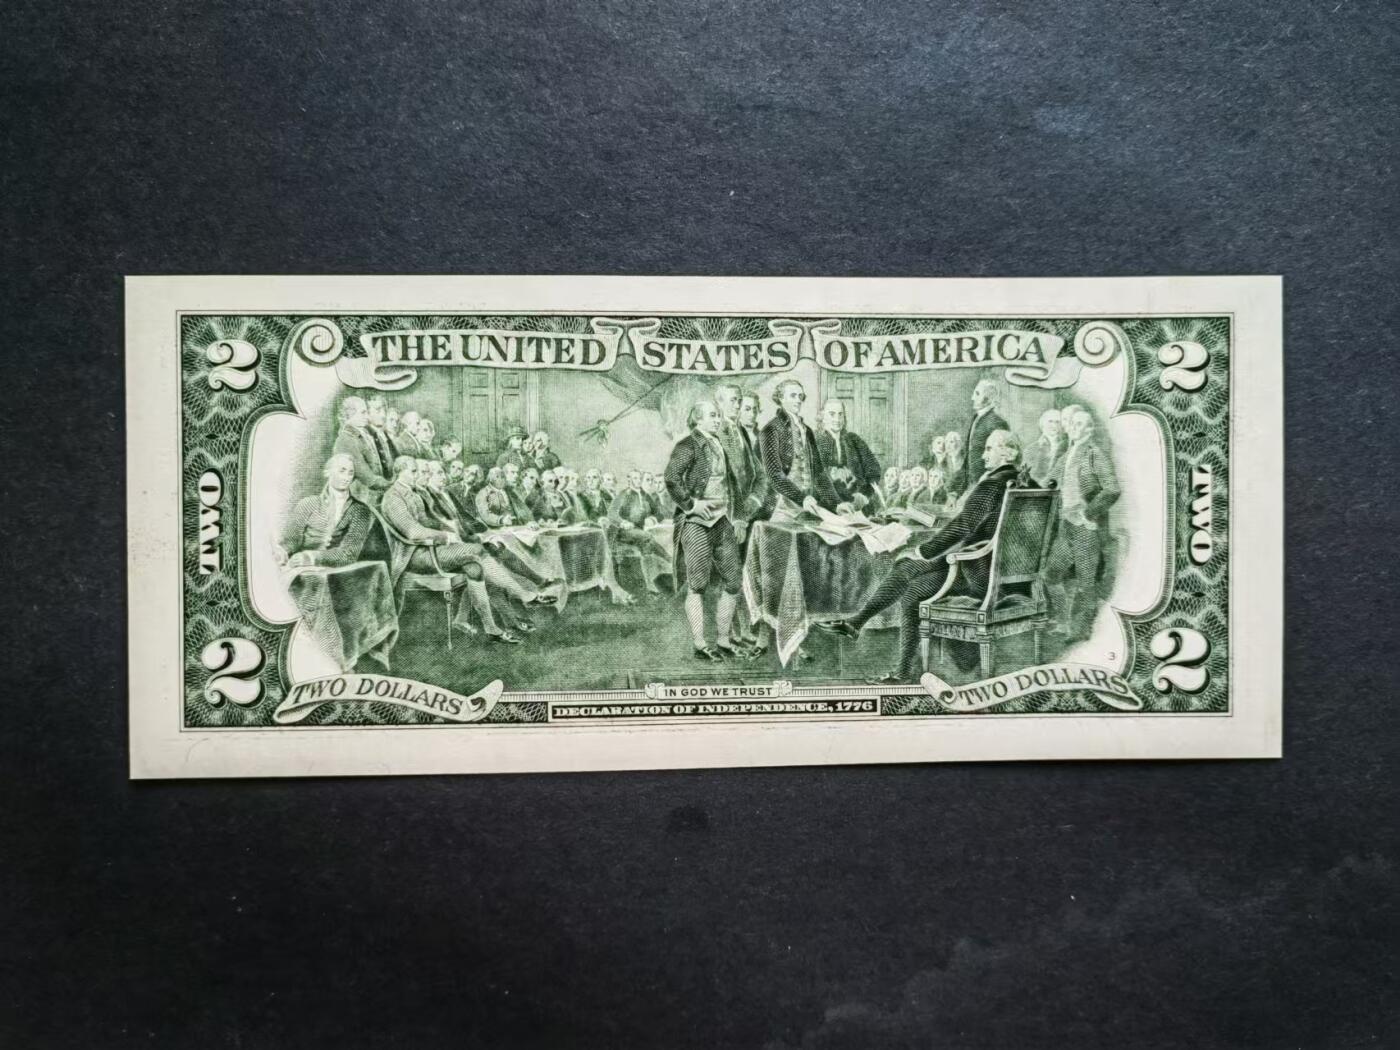 THE UNITED STATES OF AMERICA
2
2
TWO
TWO
3
2
2
TWO DOLLARS
TWO DOLLARS
IN GOD WE TRUST
DECLARATION OF INDEPENDENCE, 1776